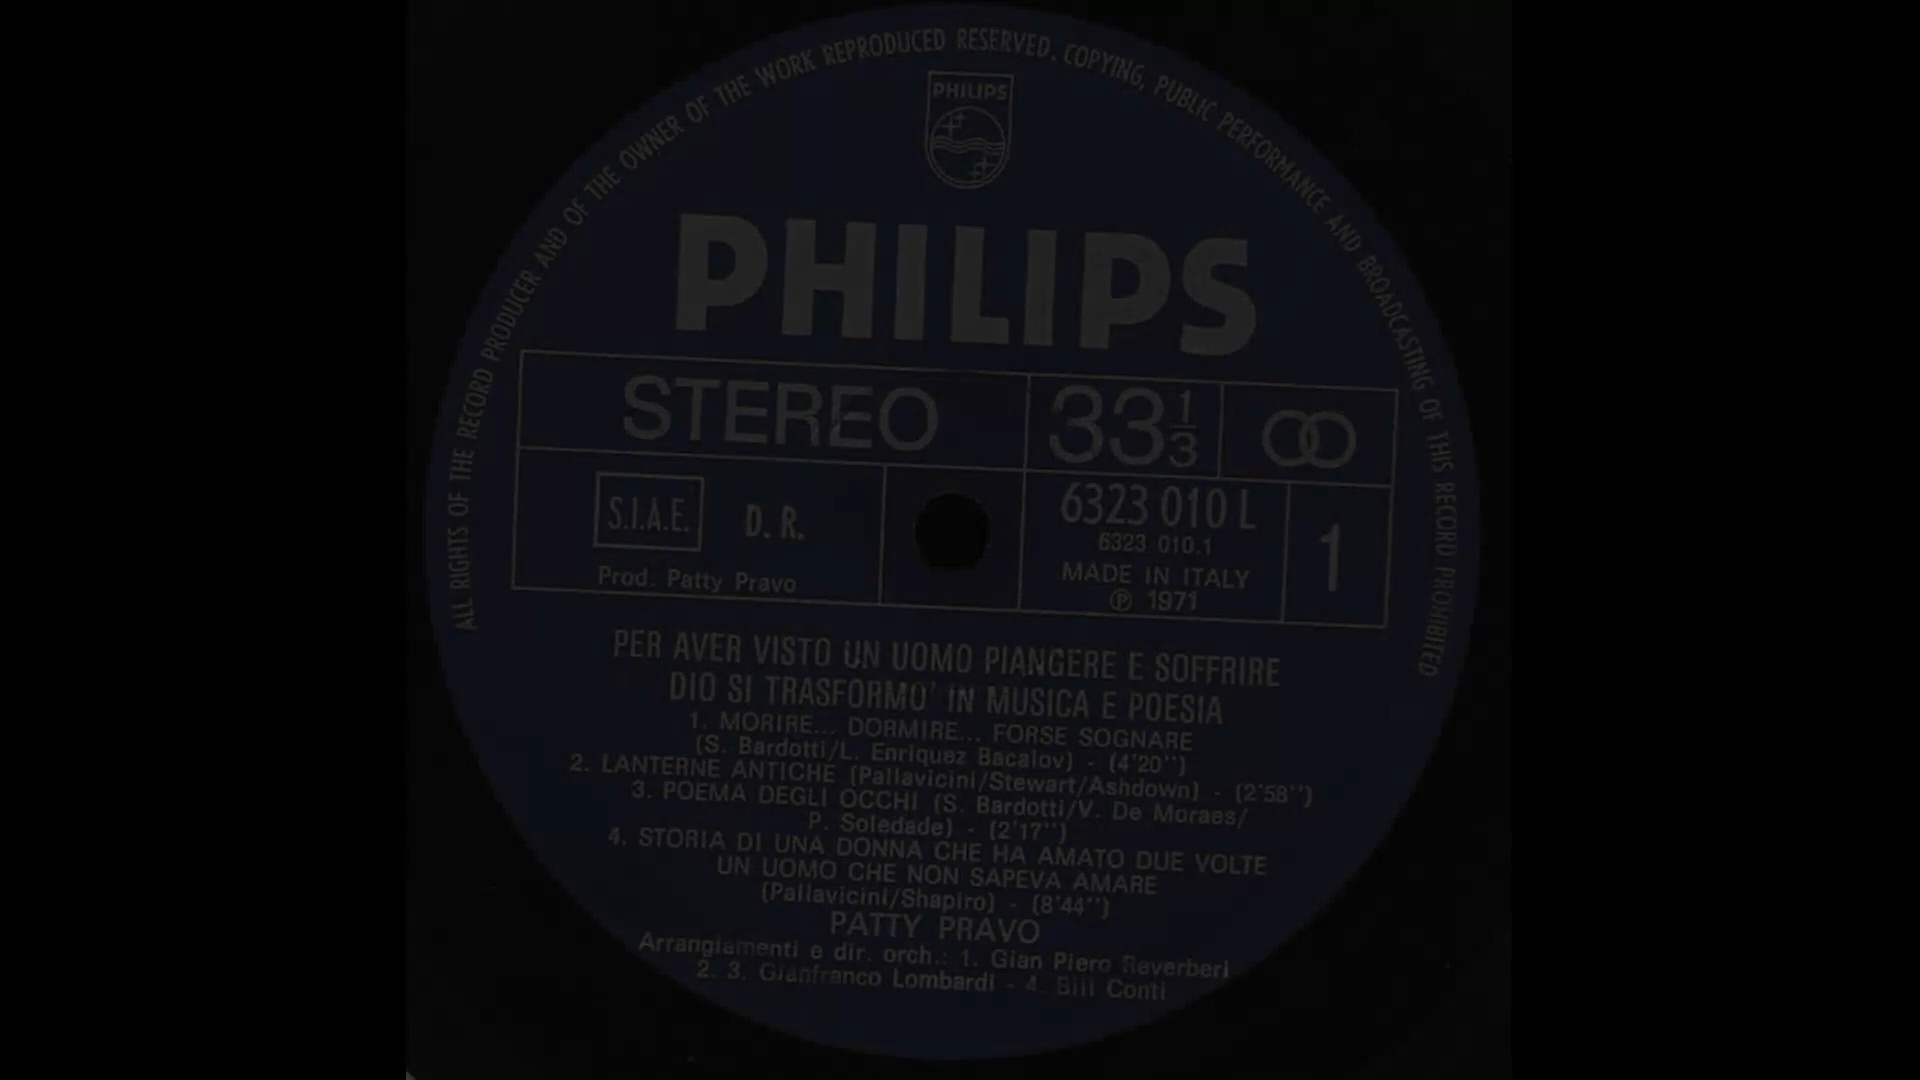 ALL RIGHTS OF THE RECORD PRODUCER AND OF THE OWNER OF THE WORK REPRODUCED RESERVED. COPYING, PUBLIC PERFORMANCE AND BROADCASTING OF THIS RECORD PROHIBITED
PHILIPS
PHILIPS
STEREO 33 1/3
S.I.A.E. D. R.
Prod. Patty Pravo
6323 010 L
6323 010.1
MADE IN ITALY
℗ 1971
1
PER AVER VISTO UN UOMO PIANGERE E SOFFRIRE
DIO SI TRASFORMO' IN MUSICA E POESIA
1. MORIRE... DORMIRE... FORSE SOGNARE
(S. Bardotti/L. Enriquez Bacalov) - (4'20'')
2. LANTERNE ANTICHE (Pallavicini/Stewart/Ashdown) - (2'58'')
3. POEMA DEGLI OCCHI (S. Bardotti/V. De Moraes/
P. Soledade) - (2'17'')
4. STORIA DI UNA DONNA CHE HA AMATO DUE VOLTE
UN UOMO CHE NON SAPEVA AMARE
(Pallavicini/Shapiro) - (8'44'')
PATTY PRAVO
Arrangiamenti e dir. orch.: 1. Gian Piero Reverberi
2. 3. Gianfranco Lombardi - 4. Bill Conti